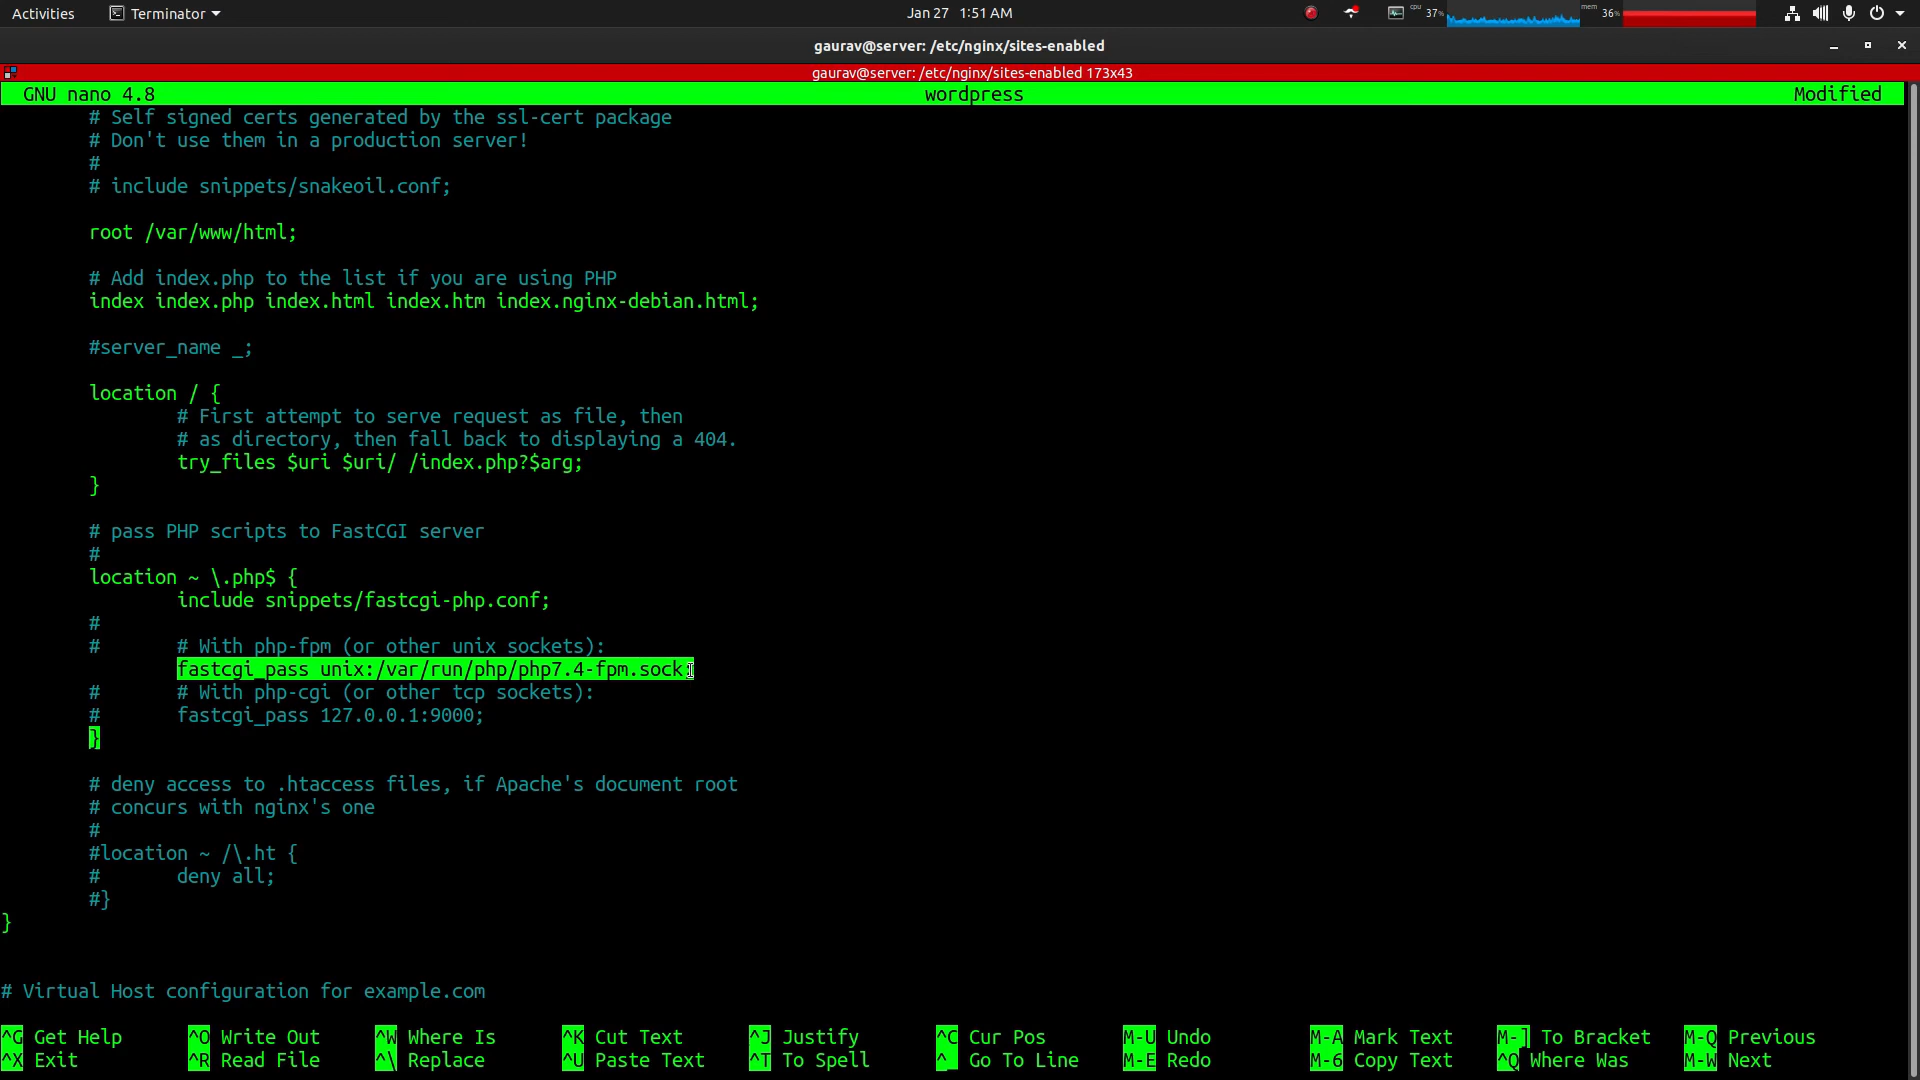 Activities Terminator Jan 27 1:51 AM cpu 37% mem 36%
gaurav@server: /etc/nginx/sites-enabled
gaurav@server: /etc/nginx/sites-enabled 173x43
GNU nano 4.8 wordpress Modified
# Self signed certs generated by the ssl-cert package
# Don't use them in a production server!
#
# include snippets/snakeoil.conf;
root /var/www/html;
# Add index.php to the list if you are using PHP
index index.php index.html index.htm index.nginx-debian.html;
#server_name _;
location / {
# First attempt to serve request as file, then
# as directory, then fall back to displaying a 404.
try_files $uri $uri/ /index.php?$arg;
}
# pass PHP scripts to FastCGI server
#
location ~ \.php$ {
include snippets/fastcgi-php.conf;
#
# # With php-fpm (or other unix sockets):
fastcgi_pass unix:/var/run/php/php7.4-fpm.sock;
# # With php-cgi (or other tcp sockets):
# fastcgi_pass 127.0.0.1:9000;
}
# deny access to .htaccess files, if Apache's document root
# concurs with nginx's one
#
#location ~ /\.ht {
# deny all;
#}
}
# Virtual Host configuration for example.com
^G Get Help ^O Write Out ^W Where Is ^K Cut Text ^J Justify ^C Cur Pos M-U Undo M-A Mark Text M-] To Bracket M-Q Previous
^X Exit ^R Read File ^\ Replace ^U Paste Text ^T To Spell ^_ Go To Line M-E Redo M-6 Copy Text ^Q Where Was M-W Next